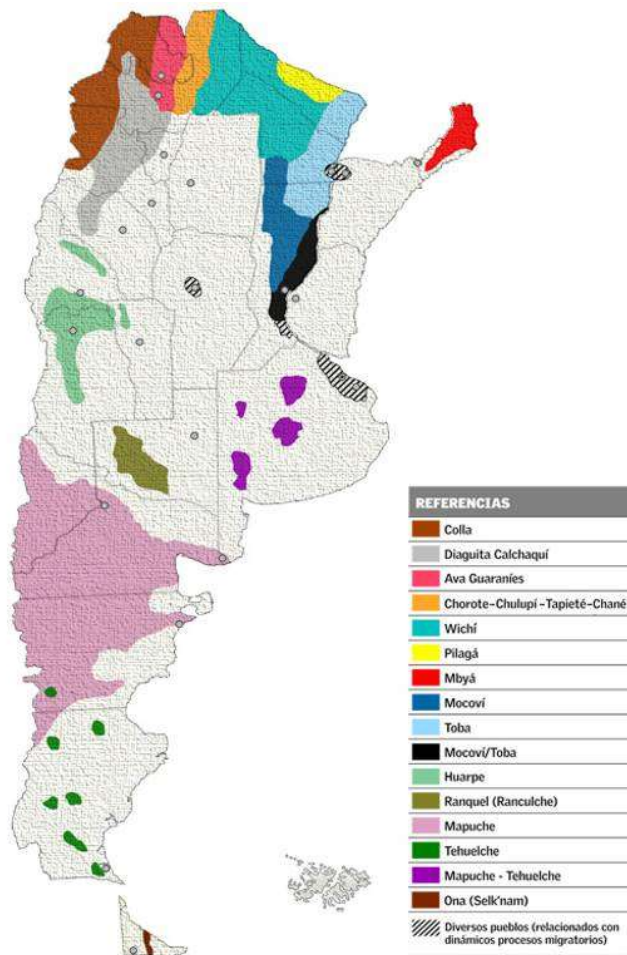 REFERENCIAS
Colla
Diaguita Calchaquí
Ava Guaraníes
Chorote-Chulupí-Tapieté-Chané
Wichí
Pilagá
Mbyá
Mocoví
Toba
Mocoví/Toba
Huarpe
Ranquel (Ranculche)
Mapuche
Tehuelche
Mapuche - Tehuelche
Ona (Selk'nam)
Diversos pueblos (relacionados con
dinámicos procesos migratorios)